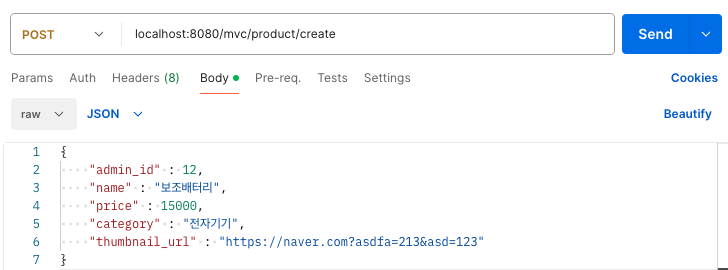 POST localhost:8080/mvc/product/create Send
Params Auth Headers (8) Body Pre-req. Tests Settings Cookies
raw JSON Beautify
1 {
2 "admin_id" : 12,
3 "name" : "보조배터리",
4 "price" : 15000,
5 "category" : "전자기기",
6 "thumbnail_url" : "https://naver.com?asdfa=213&asd=123"
7 }